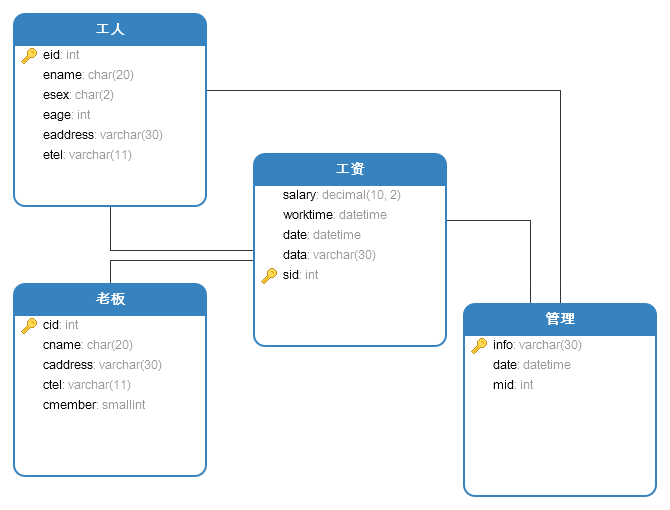 工人
eid: int
ename: char(20)
esex: char(2)
eage: int
eaddress: varchar(30)
etel: varchar(11)
工资
salary: decimal(10, 2)
worktime: datetime
date: datetime
data: varchar(30)
sid: int
老板
cid: int
cname: char(20)
caddress: varchar(30)
ctel: varchar(11)
cmember: smallint
管理
info: varchar(30)
date: datetime
mid: int